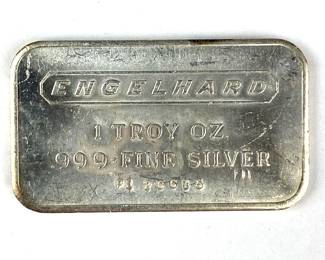 ENGELHARD
1 TROY OZ.
999+ FINE SILVER